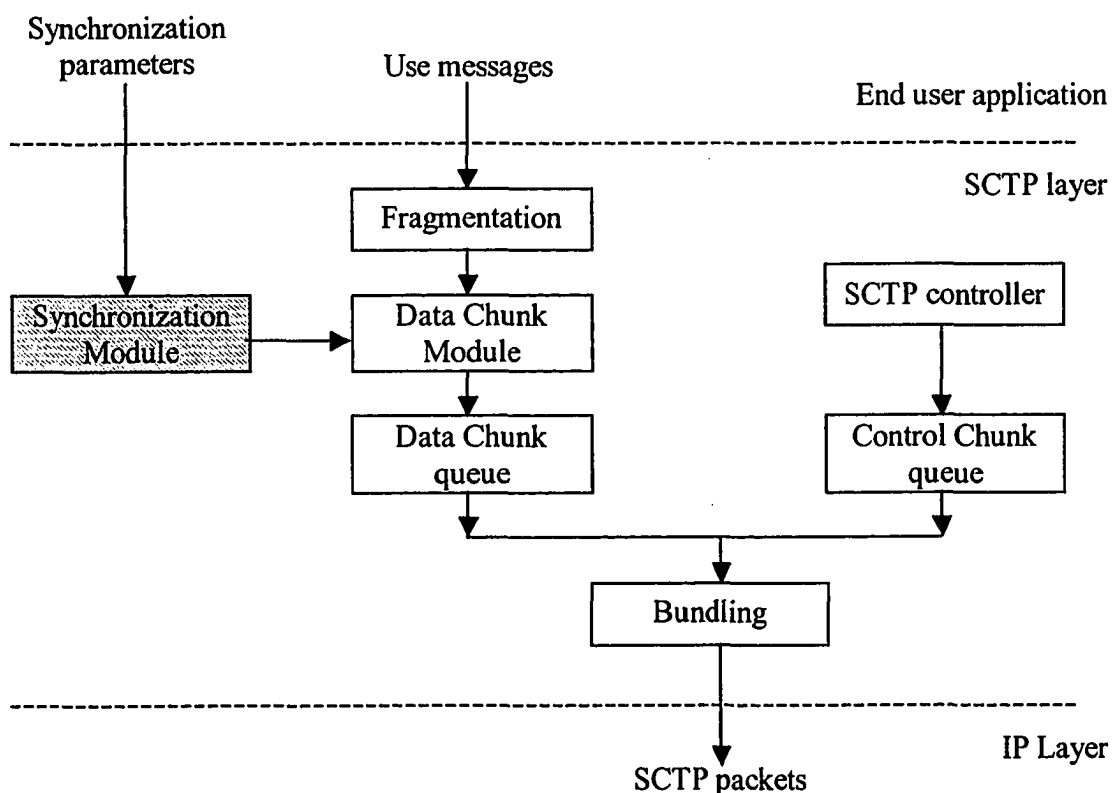 Synchronization
parameters
Use messages
End user application
SCTP layer
Fragmentation
SCTP controller
Synchronization
Module
Data Chunk
Module
Data Chunk
queue
Control Chunk
queue
Bundling
IP Layer
SCTP packets